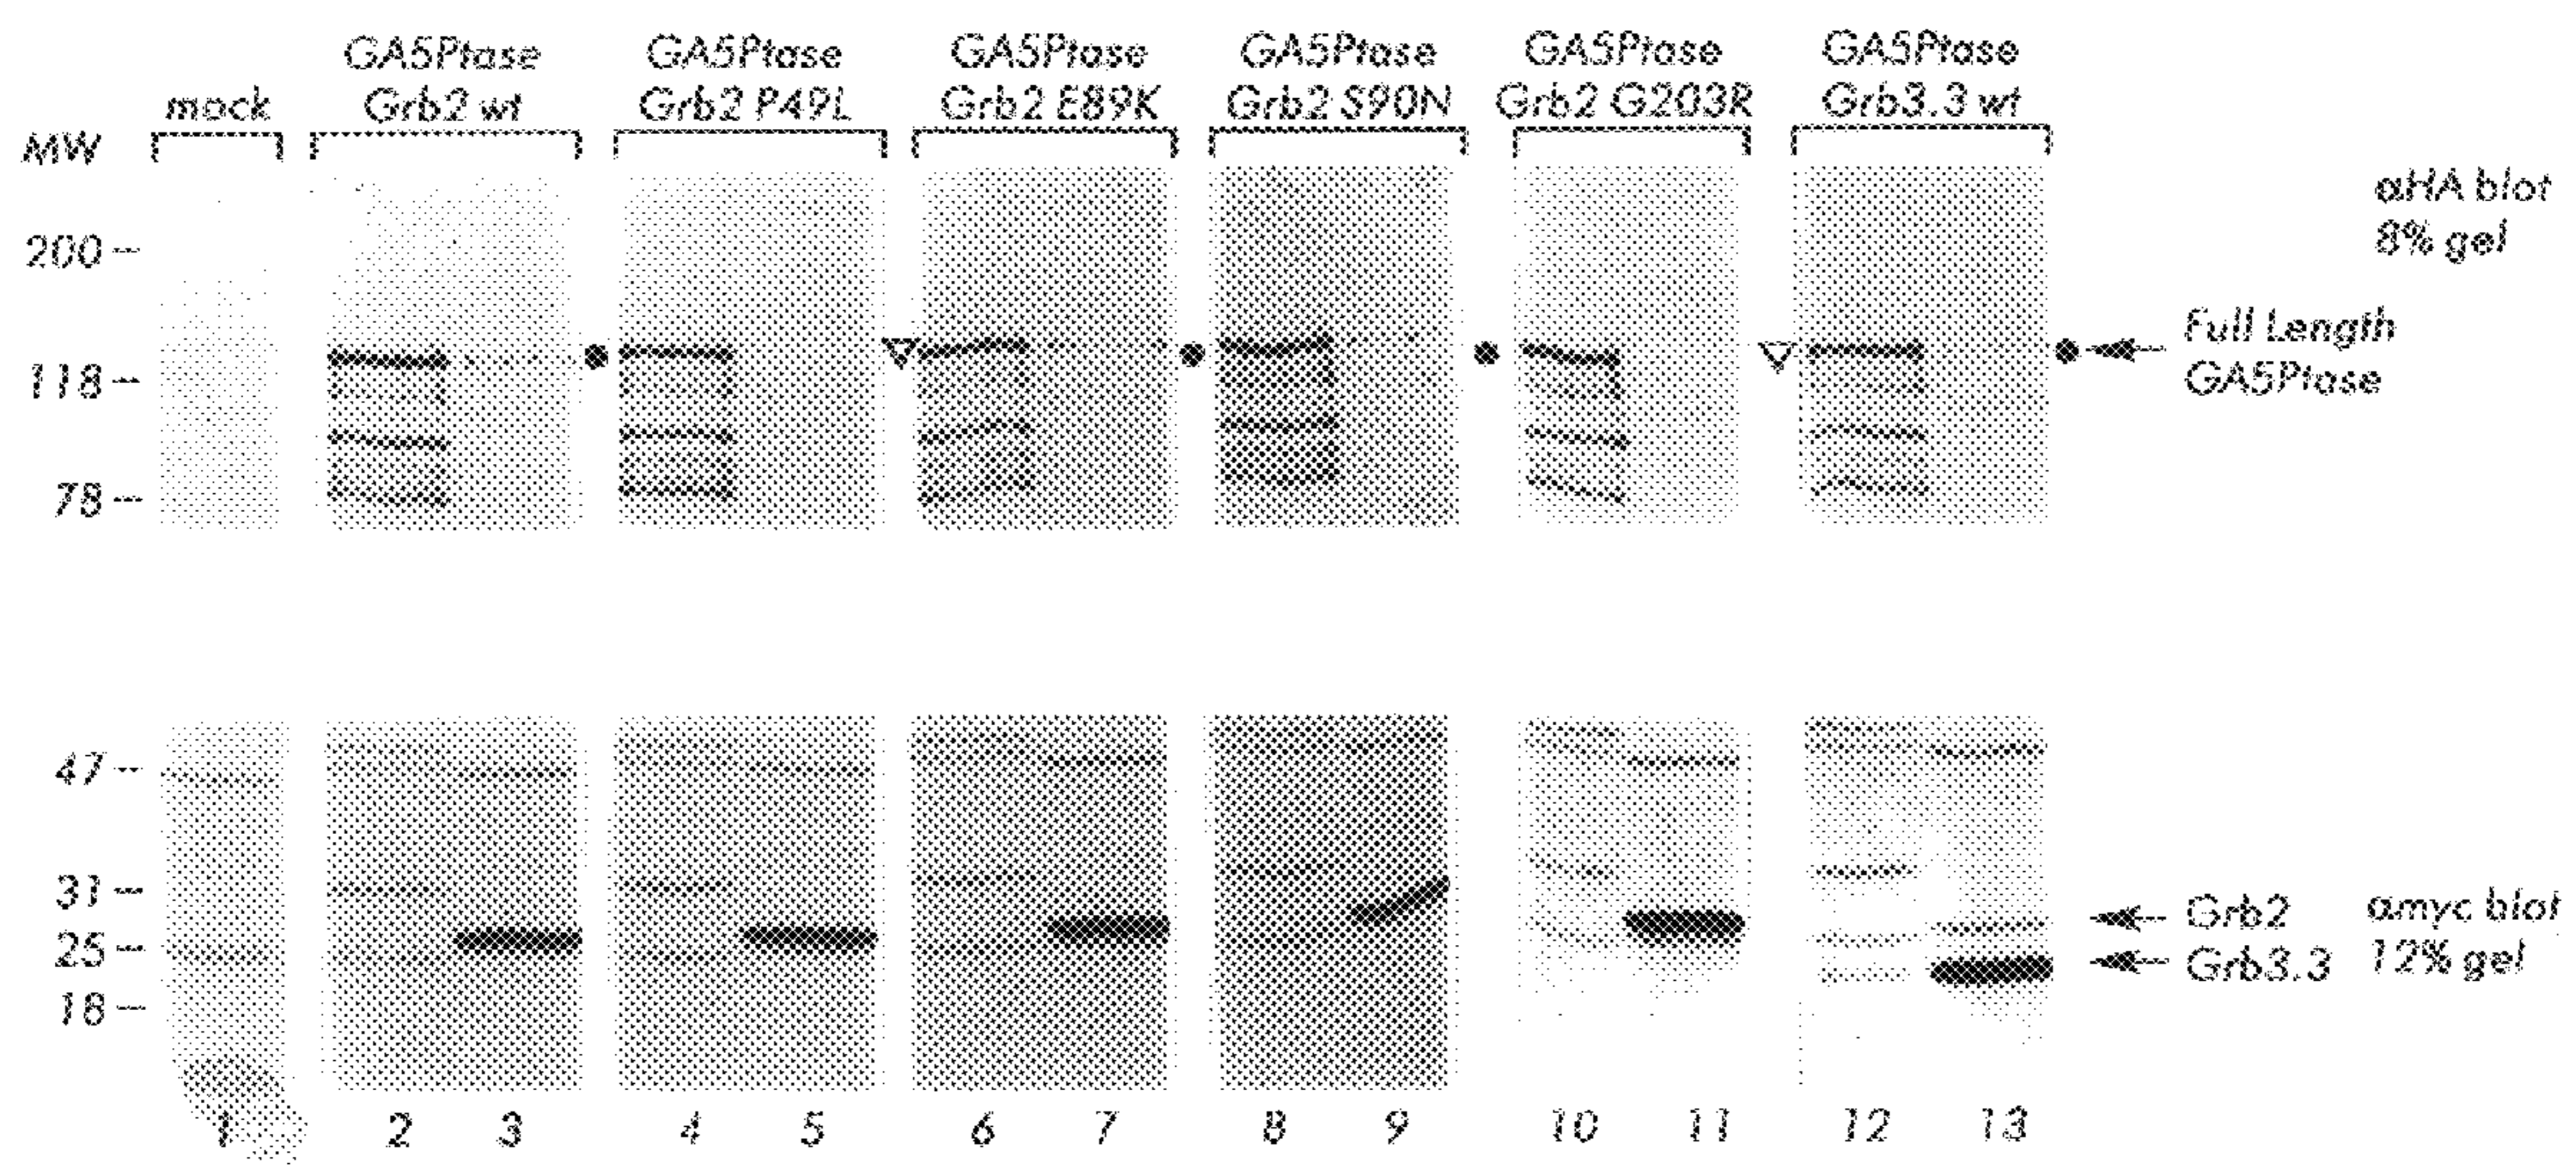 mock
GA5Ptase
Grb2 wt
GA5Ptase
Grb2 P49L
GA5Ptase
Grb2 E89K
GA5Ptase
Grb2 S90N
GA5Ptase
Grb2 G203R
GA5Ptase
Grb3.3 wt
MW
200
118
78
αHA blot
8% gel
Full Length
GA5Ptase
47
31
25
18
Grb2
Grb3.3
αmyc blot
12% gel
1 2 3 4 5 6 7 8 9 10 11 12 13